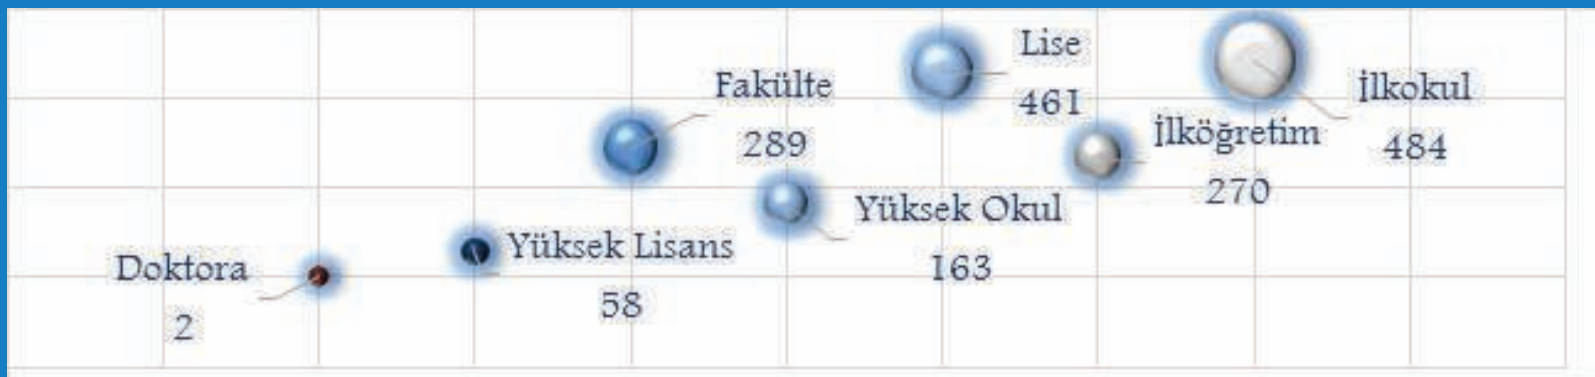 Doktora
2
Yüksek Lisans
58
Fakülte
289
Yüksek Okul
163
Lise
461
İlköğretim
270
İlkokul
484